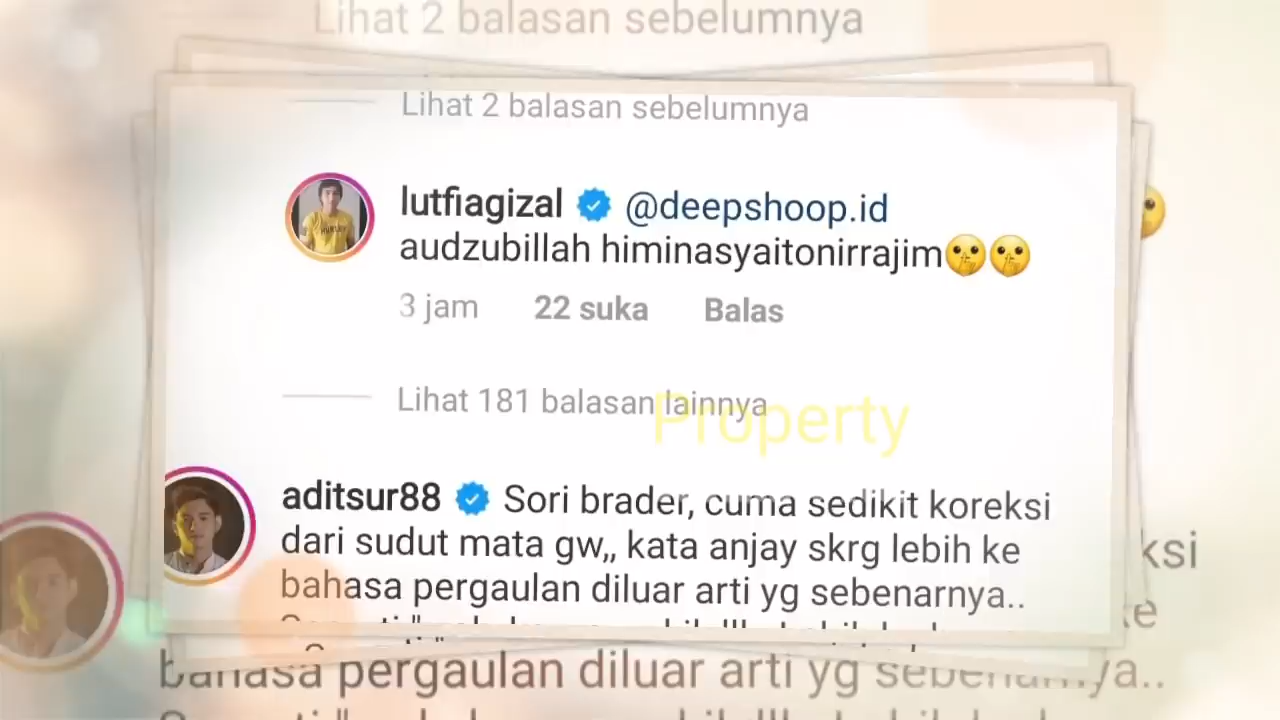 Lihat 2 balasan sebelumnya
Lihat 2 balasan sebelumnya
lutfiagizal @deepshoop.id
audzubillah himinasyaitonirrajim🤫🤫
3 jam 22 suka Balas
Lihat 181 balasan lainnya
Property
aditsur88 Sori brader, cuma sedikit koreksi
dari sudut mata gw,, kata anjay skrg lebih ke
bahasa pergaulan diluar arti yg sebenarnya..
ksi
ke
bahasa pergaulan diluar arti yg sebenarnya..